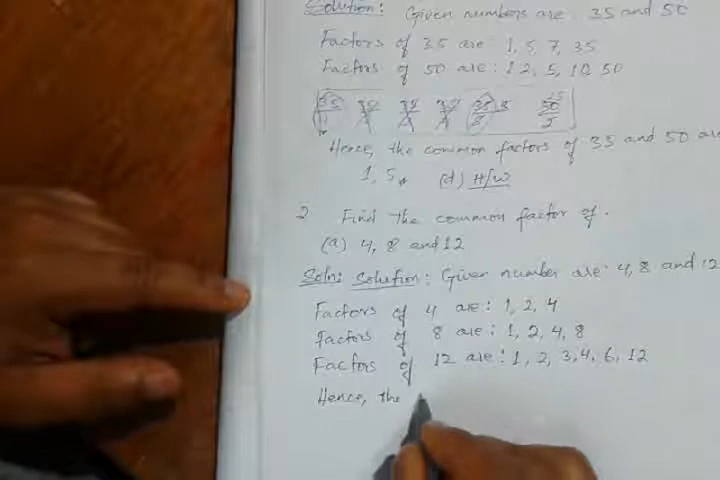 Solution: Given numbers are 35 and 50
Factors of 35 are: 1, 5, 7, 35
Factors of 50 are: 1 2, 5, 10 50
Hence, the common factors of 35 and 50 are
1, 5, (d) H/W
2 Find the common factor of.
(a) 4, 8 and 12
Soln: Solution: Given number are: 4, 8 and 12
Factors of 4 are: 1, 2, 4
Factors of 8 are: 1, 2, 4, 8
Factors of 12 are: 1, 2, 3, 4, 6, 12
Hence, the